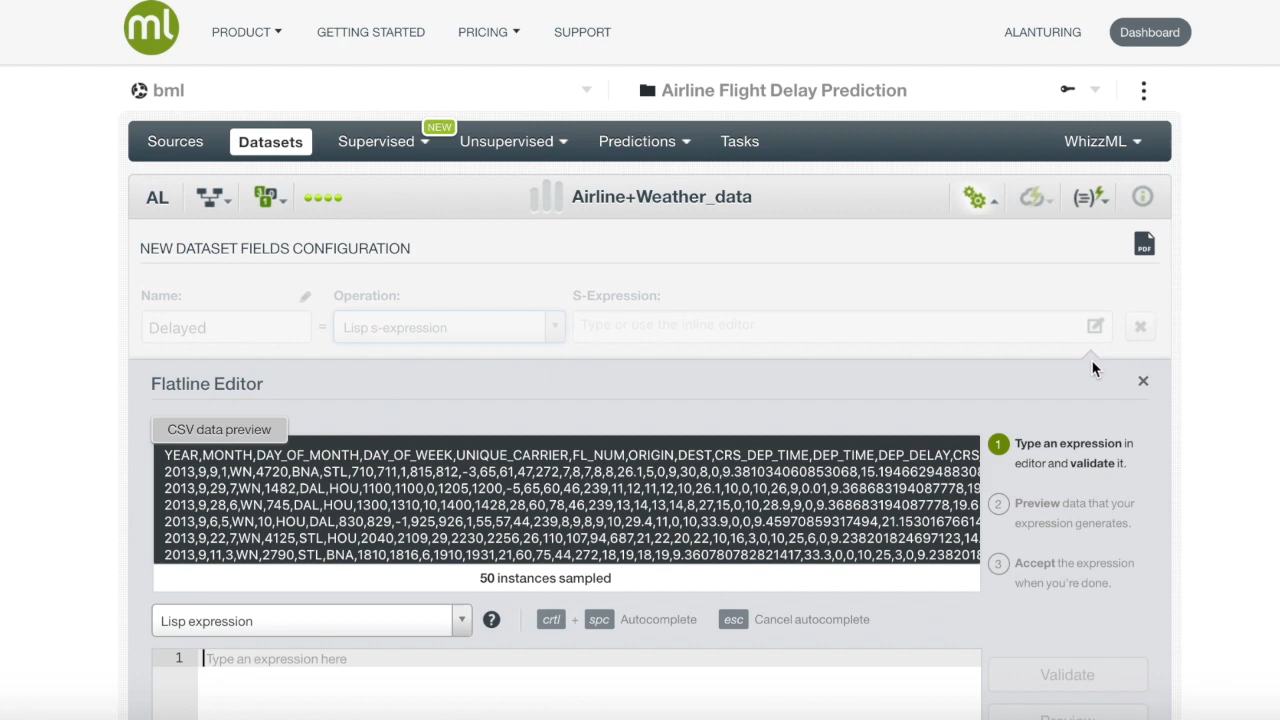 ml PRODUCT GETTING STARTED PRICING SUPPORT ALANTURING Dashboard
bml Airline Flight Delay Prediction
NEW
Sources Datasets Supervised Unsupervised Predictions Tasks WhizzML
AL Airline+Weather_data
NEW DATASET FIELDS CONFIGURATION PDF
Name: Operation: S-Expression:
Delayed = Lisp s-expression Type or use the inline editor
Flatline Editor
CSV data preview
YEAR,MONTH,DAY_OF_MONTH,DAY_OF_WEEK,UNIQUE_CARRIER,FL_NUM,ORIGIN,DEST,CRS_DEP_TIME,DEP_TIME,DEP_DELAY,CRS
2013,9,9,1,WN,4720,BNA,STL,710,711,1,815,812,-3,65,61,47,272,7,8,7,8,8,26.1,5,0,9,30,8,0,9.3810340608530​68,15.1946629488308
2013,9,29,7,WN,1482,DAL,HOU,1100,1100,0,1205,1200,-5,65,60,46,239,11,12,11,12,10,26.1,10,0,10,26,9,0.01,9.368683194087778,19
2013,9,28,6,WN,745,DAL,HOU,1300,1310,10,1400,1428,28,60,78,46,239,13,14,13,14,8,27,15,0,10,28.9,9,0,9.368683194087778,19.6
2013,9,6,5,WN,10,HOU,DAL,830,829,-1,925,926,1,55,57,44,239,8,9,8,9,10,29.4,11,0,10,33.9,0,0,9.45970859317494,21.15301676614
2013,9,22,7,WN,4125,STL,HOU,2040,2109,29,2230,2256,26,110,107,94,687,21,22,20,22,10,16,3,0,10,25,6,0,9.238201824697123,14.
2013,9,11,3,WN,2790,STL,BNA,1810,1816,6,1910,1931,21,60,75,44,272,18,19,18,19,9.360780782821417,33.3,0,0,10,25,3,0,9.2382018
50 instances sampled
1 Type an expression in
editor and validate it.
2 Preview data that your
expression generates.
3 Accept the expression
when you're done.
Lisp expression ? crtl + spc Autocomplete esc Cancel autocomplete
1 Type an expression here
Validate
Preview